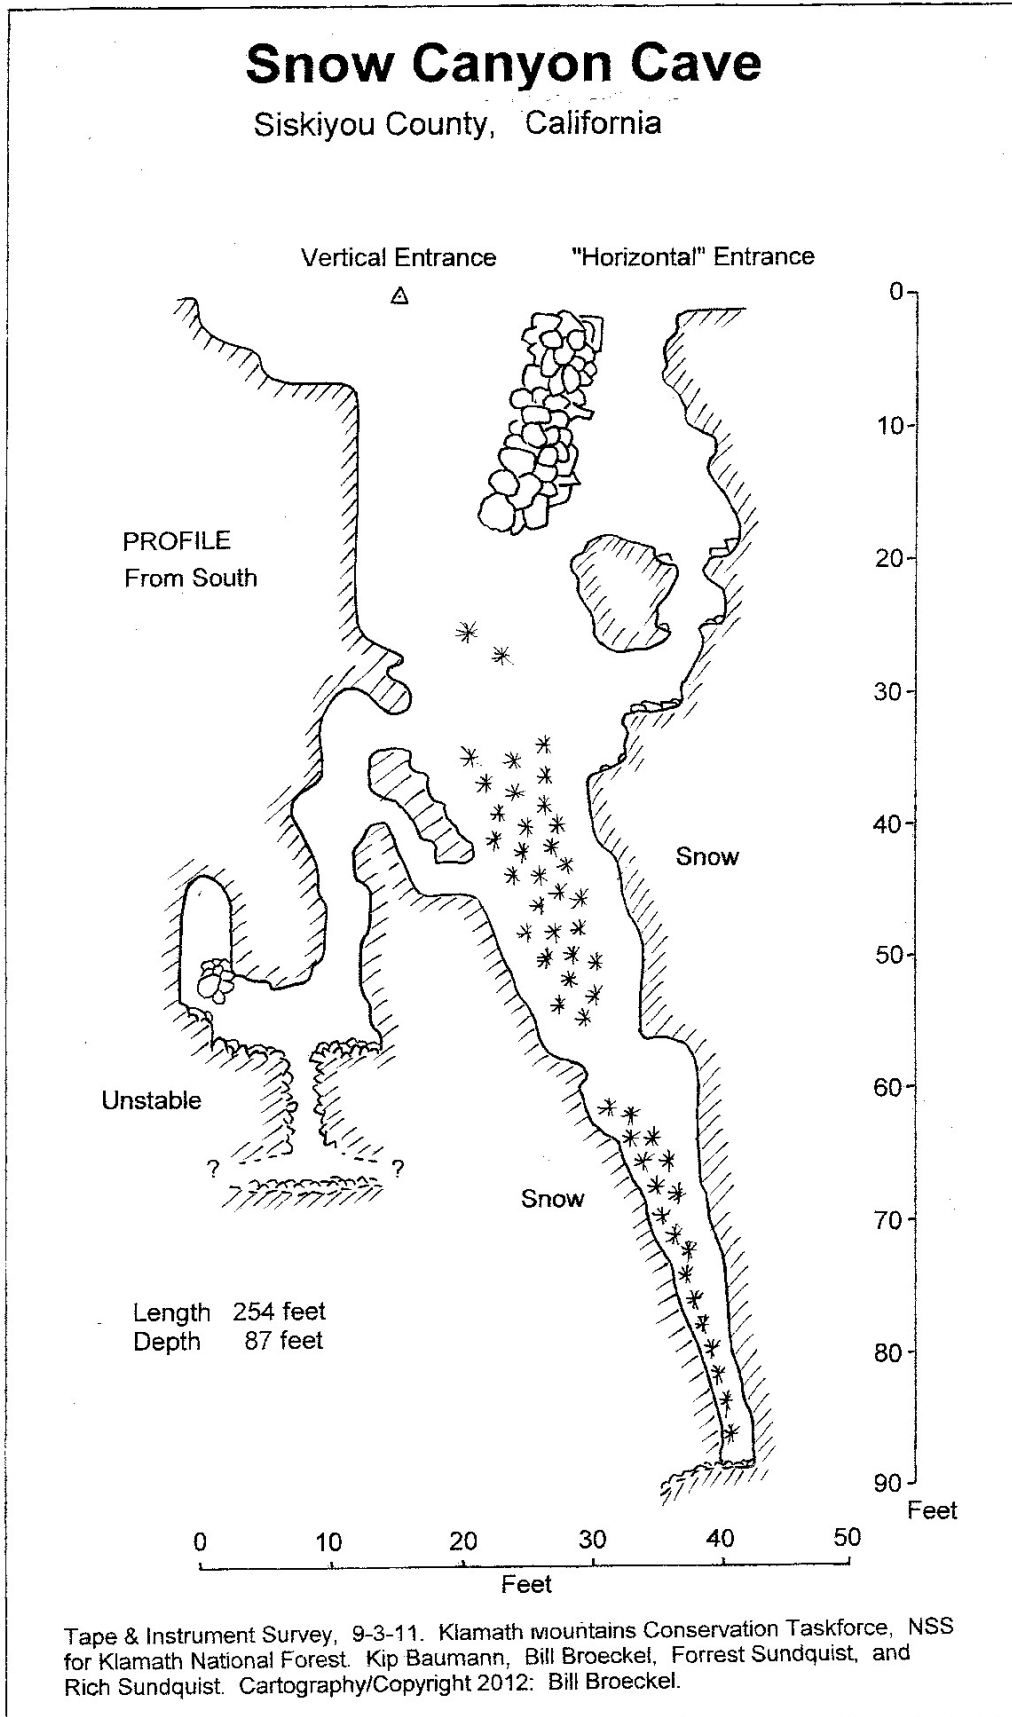 Snow Canyon Cave
Siskiyou County, California
Vertical Entrance
"Horizontal" Entrance
0
10
PROFILE
From South
20
30
40
Snow
50
60
Unstable
? ?
Snow
70
Length 254 feet
Depth 87 feet
80
90
Feet
0 10 20 30 40 50
Feet
Tape & Instrument Survey, 9-3-11. Klamath Mountains Conservation Taskforce, NSS
for Klamath National Forest. Kip Baumann, Bill Broeckel, Forrest Sundquist, and
Rich Sundquist. Cartography/Copyright 2012: Bill Broeckel.